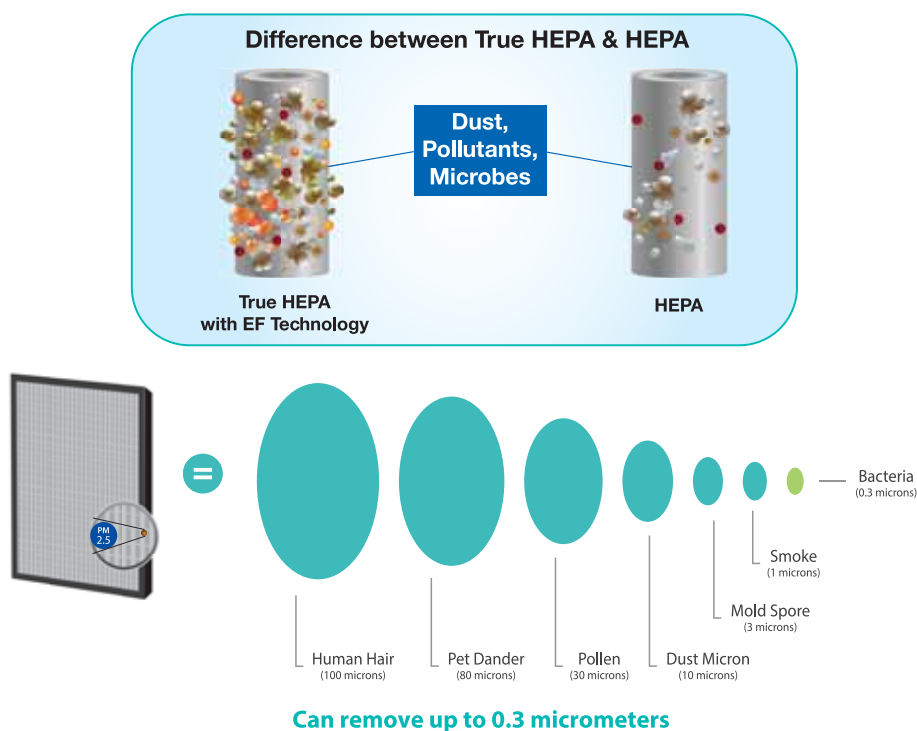 Difference between True HEPA & HEPA
Dust,
Pollutants,
Microbes
True HEPA
with EF Technology
HEPA
PM
2.5
=
Bacteria
(0.3 microns)
Smoke
(1 microns)
Mold Spore
(3 microns)
Human Hair
(100 microns)
Pet Dander
(80 microns)
Pollen
(30 microns)
Dust Micron
(10 microns)
Can remove up to 0.3 micrometers